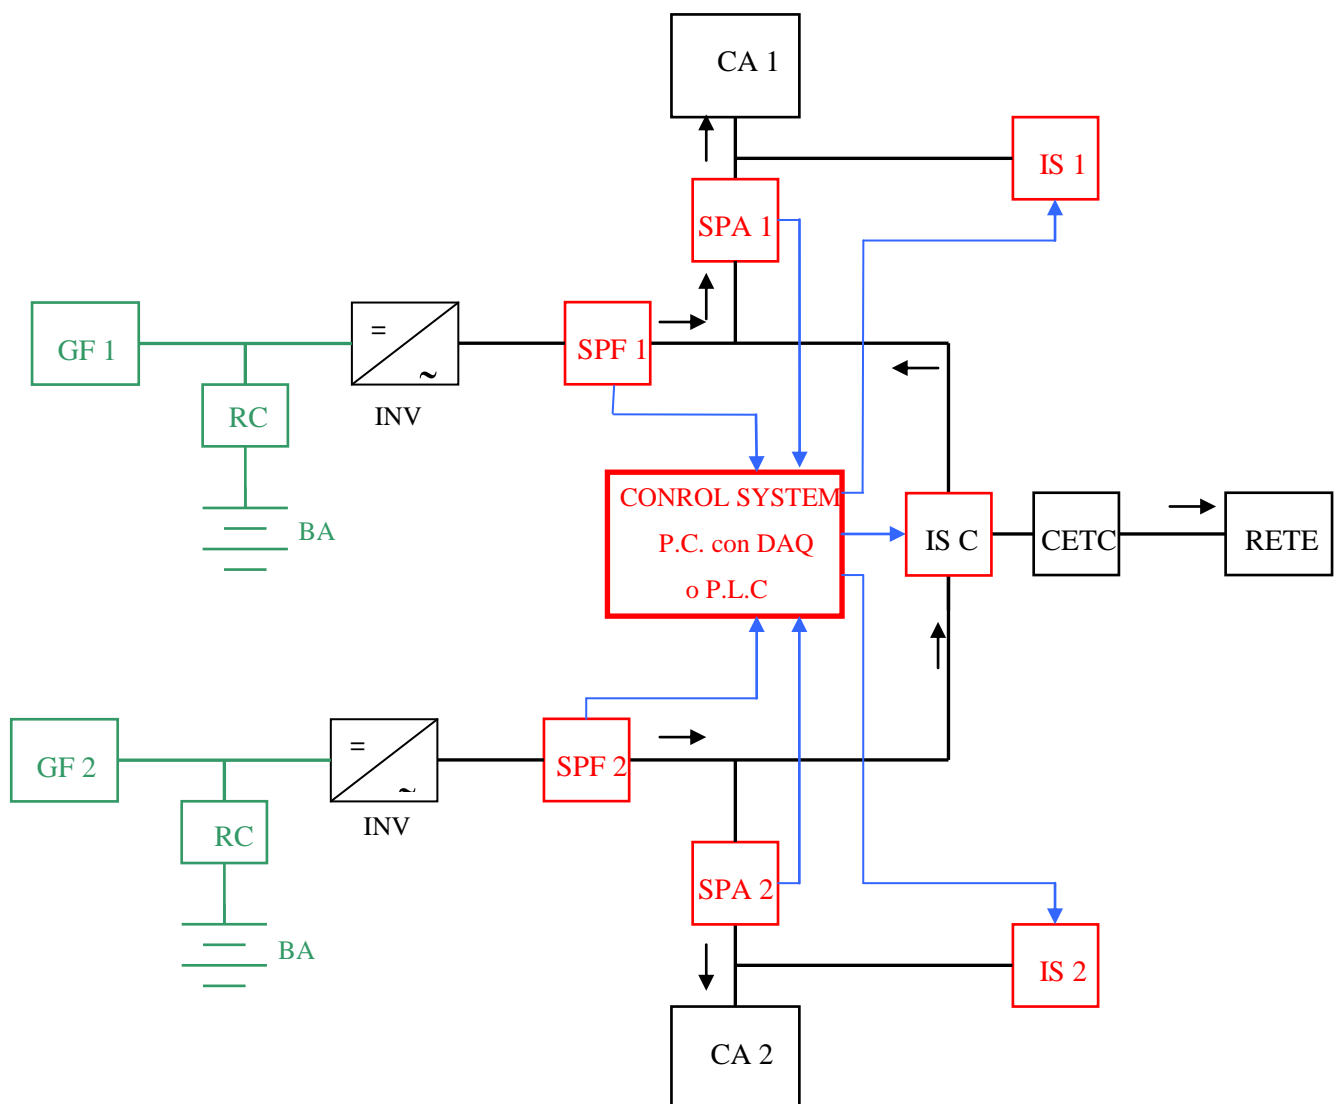 CA 1
IS 1
SPA 1
GF 1
=
~
SPF 1
RC
INV
CONROL SYSTEM
P.C. con DAQ
o P.L.C
BA
IS C
CETC
RETE
GF 2
=
~
SPF 2
RC
INV
SPA 2
BA
IS 2
CA 2